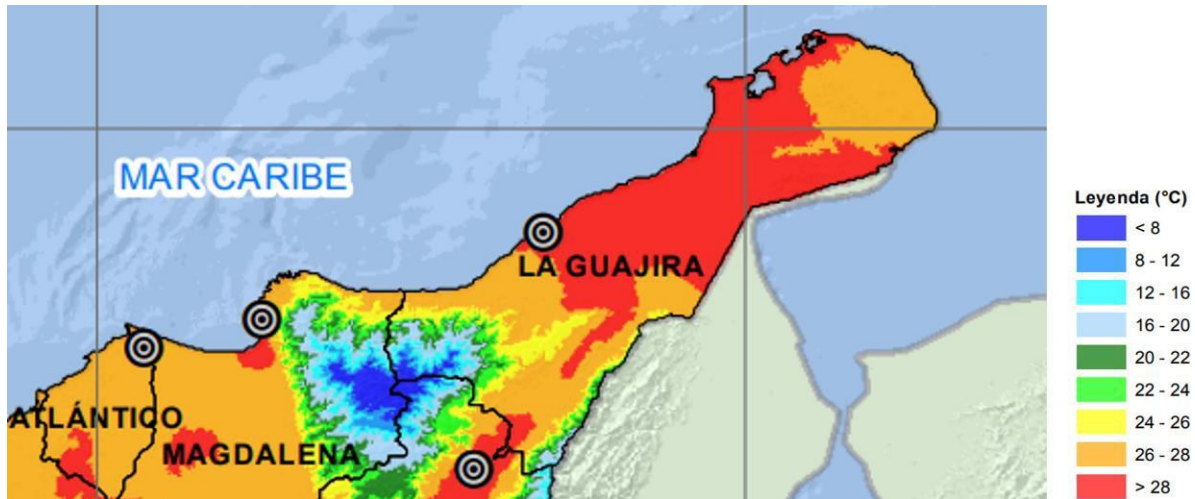 MAR CARIBE
LA GUAJIRA
ATLÁNTICO
MAGDALENA
Leyenda (°C)
< 8
8 - 12
12 - 16
16 - 20
20 - 22
22 - 24
24 - 26
26 - 28
> 28